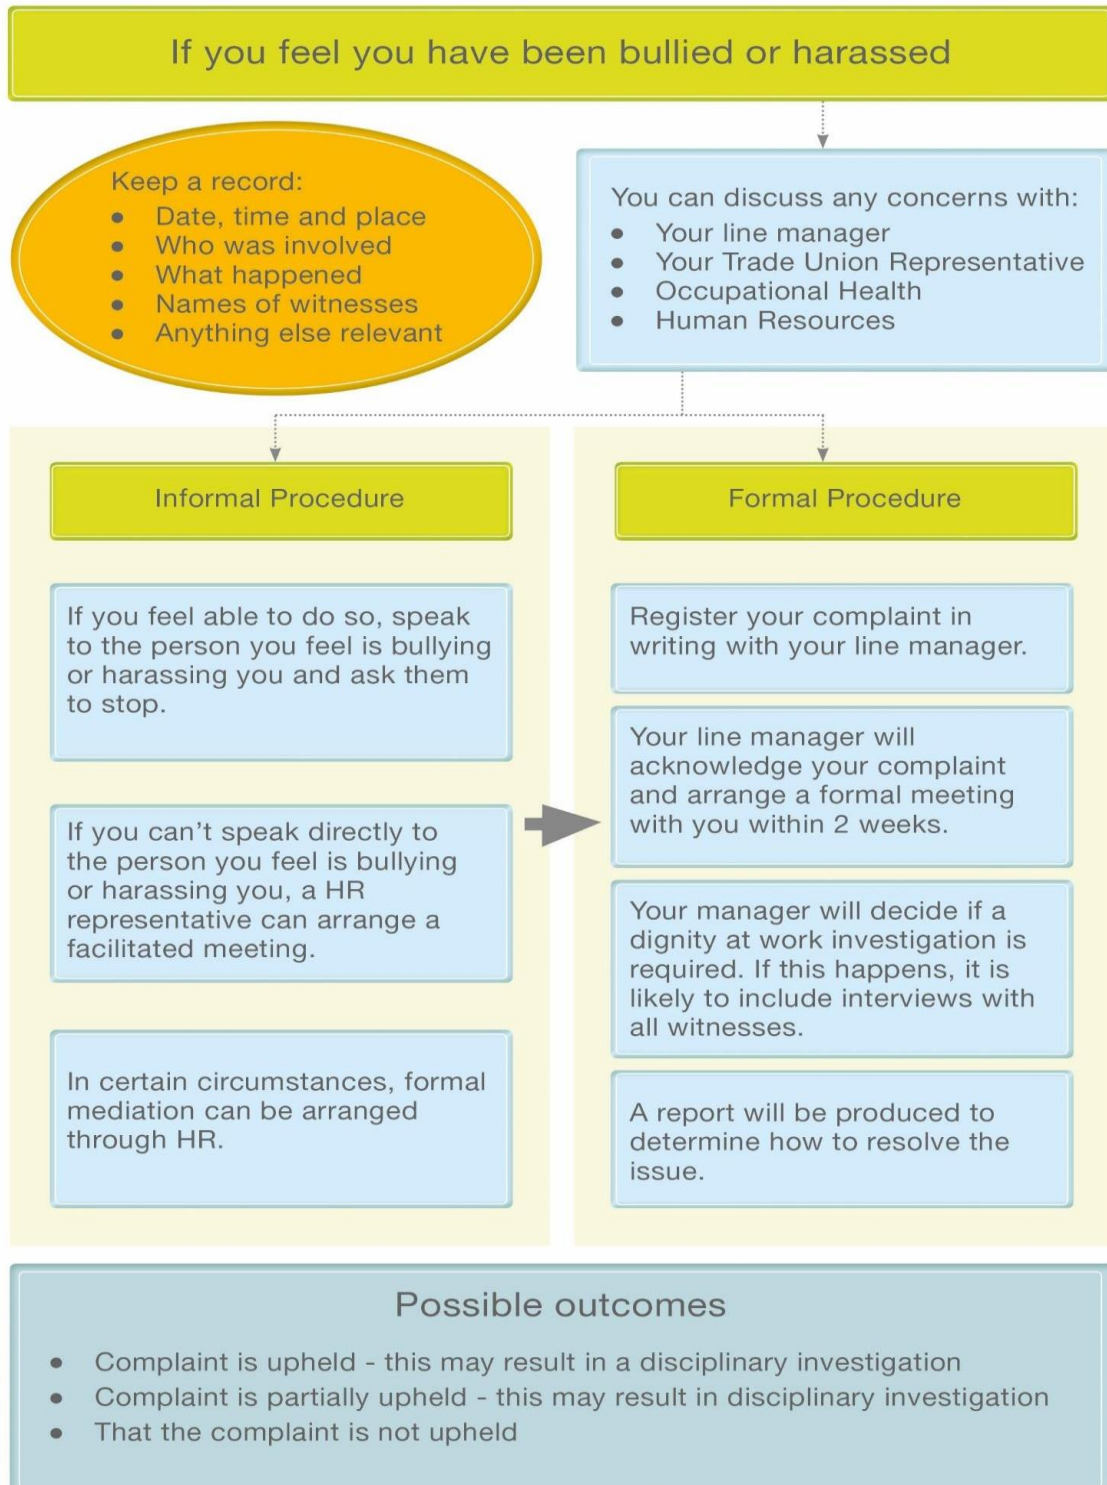 If you feel you have been bullied or harassed
Keep a record:
• Date, time and place
• Who was involved
• What happened
• Names of witnesses
• Anything else relevant
You can discuss any concerns with:
• Your line manager
• Your Trade Union Representative
• Occupational Health
• Human Resources
Informal Procedure
If you feel able to do so, speak
to the person you feel is bullying
or harassing you and ask them
to stop.
If you can't speak directly to
the person you feel is bullying
or harassing you, a HR
representative can arrange a
facilitated meeting.
In certain circumstances, formal
mediation can be arranged
through HR.
Formal Procedure
Register your complaint in
writing with your line manager.
Your line manager will
acknowledge your complaint
and arrange a formal meeting
with you within 2 weeks.
Your manager will decide if a
dignity at work investigation is
required. If this happens, it is
likely to include interviews with
all witnesses.
A report will be produced to
determine how to resolve the
issue.
Possible outcomes
• Complaint is upheld - this may result in a disciplinary investigation
• Complaint is partially upheld - this may result in disciplinary investigation
• That the complaint is not upheld